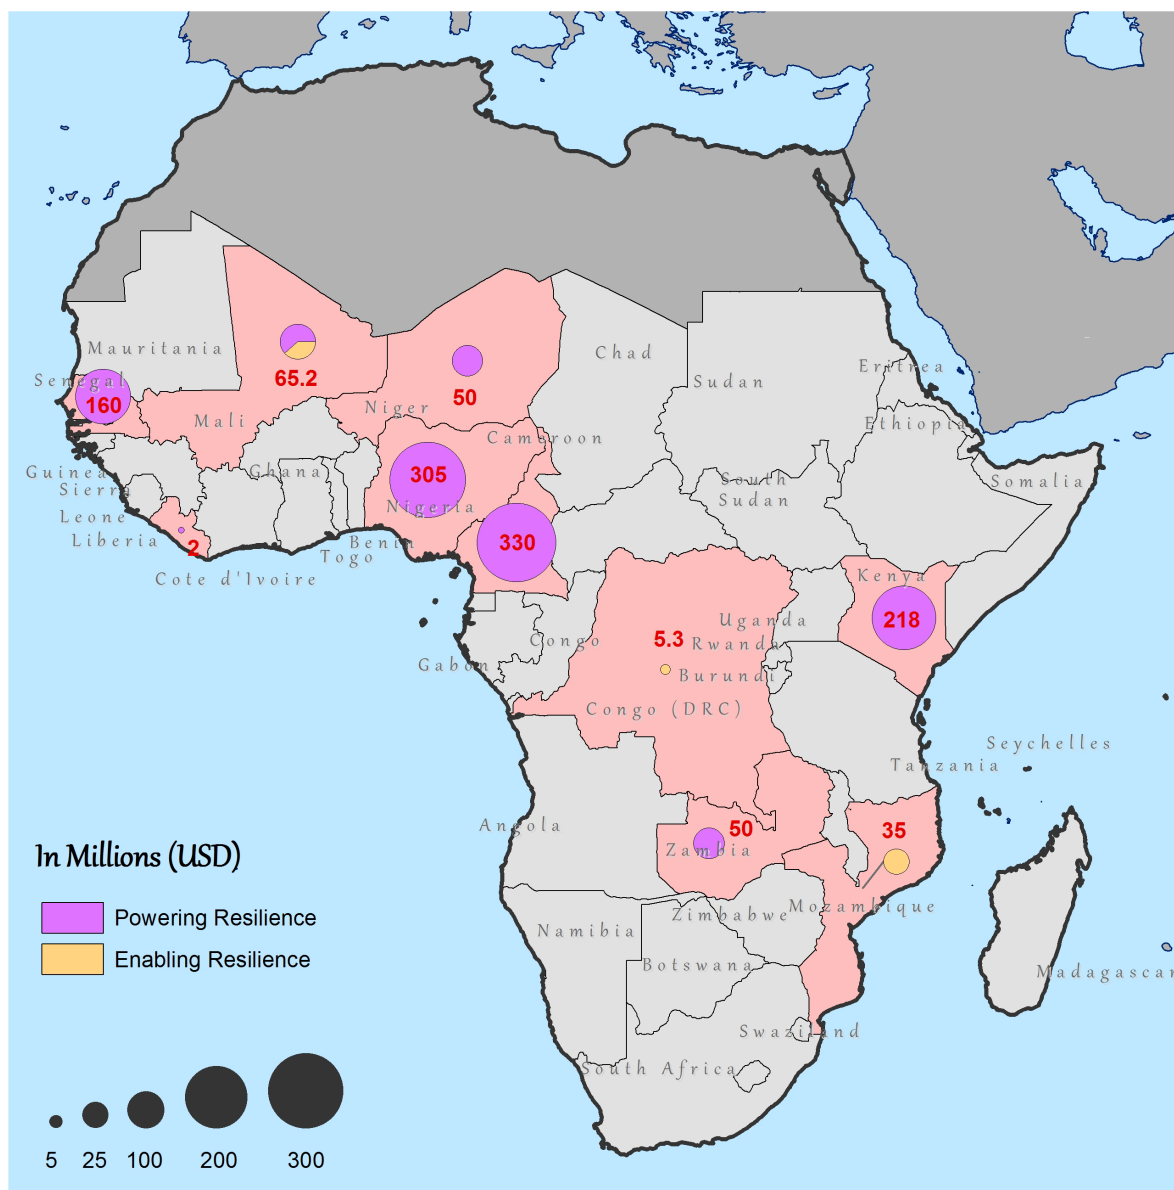 Mauritania
Chad
Sudan
Eritrea
Senegal
160
65.2
50
Mali
Niger
Cameroon
Ethiopia
Guinea
Sierra
Leone
Liberia
2
Ghana
305
Nigeria
South
Sudan
Somalia
Benin
Togo
Cote d'Ivoire
330
Kenya
218
Uganda
Congo
5.3
Rwanda
Gabon
Burundi
Congo (DRC)
Seychelles
Tanzania
Angola
50
Zambia
35
Zimbabwe
Mozambique
Namibia
Botswana
Madagascar
Swaziland
South Africa
In Millions (USD)
Powering Resilience
Enabling Resilience
5 25 100 200 300